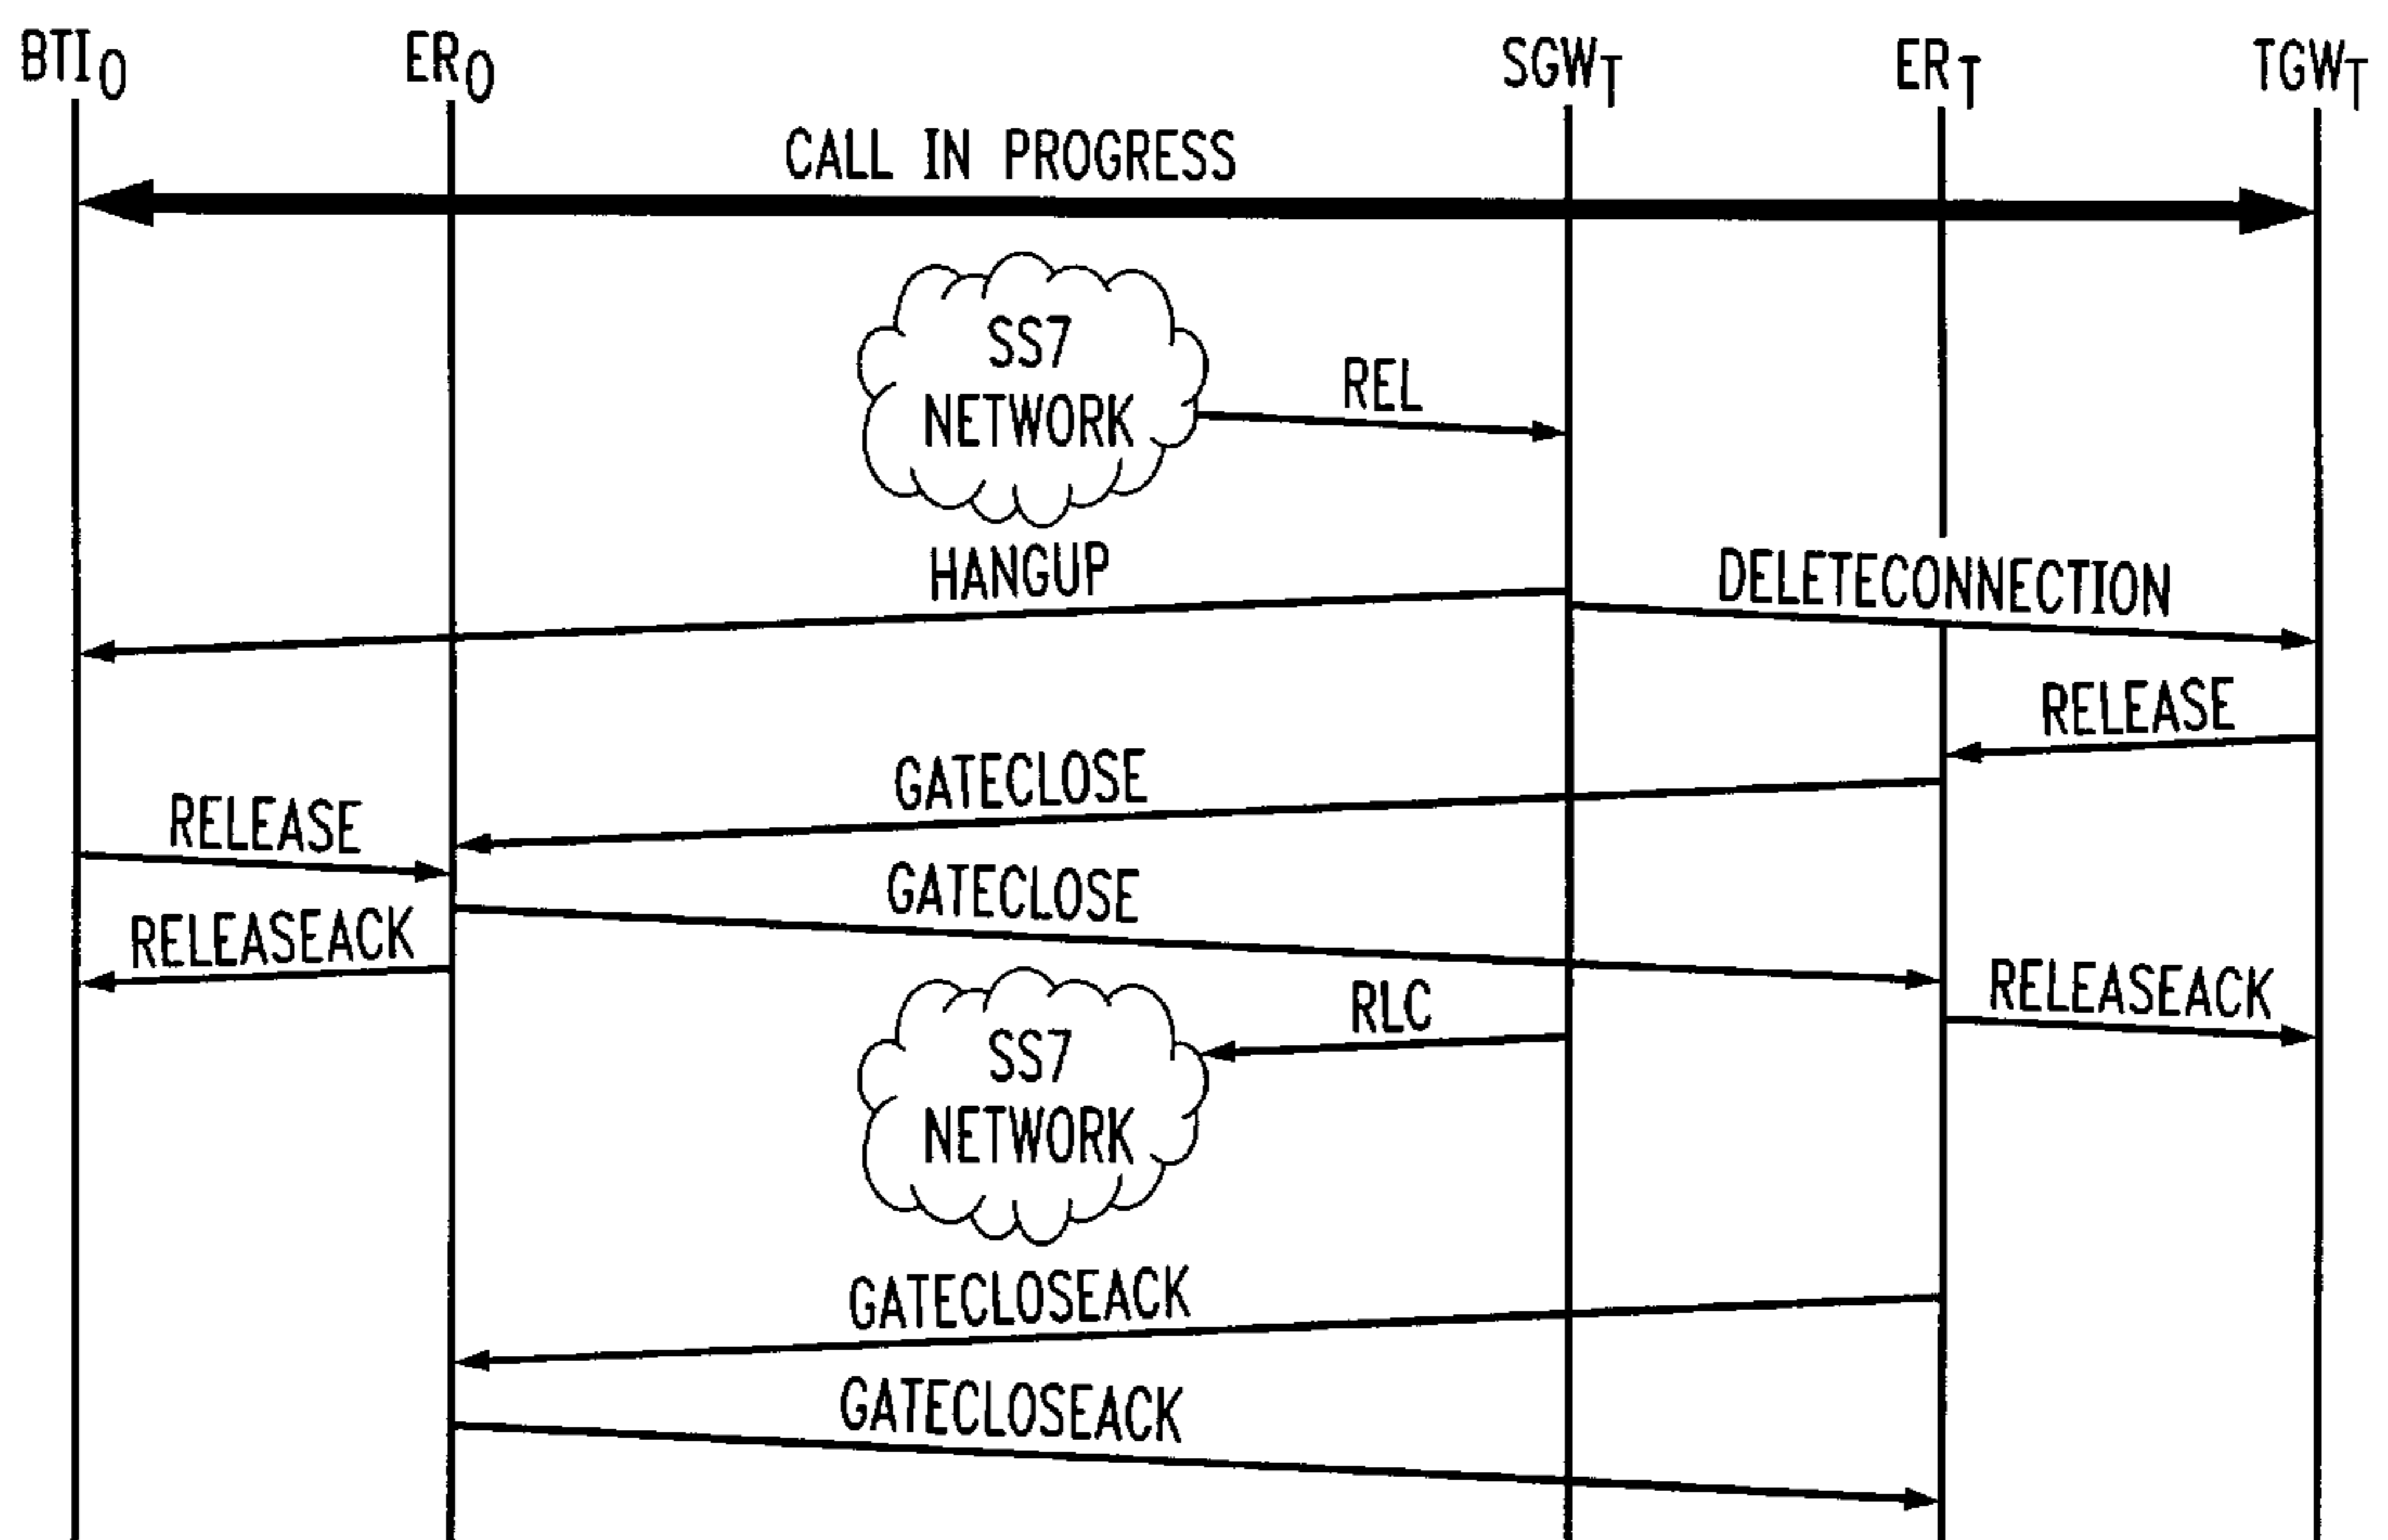 BTIO ERO SGWT ERT TGWT
CALL IN PROGRESS
SS7
NETWORK
REL
HANGUP
DELETECONNECTION
RELEASE
GATECLOSE
RELEASE
GATECLOSE
RELEASEACK
RELEASEACK
RLC
SS7
NETWORK
GATECLOSEACK
GATECLOSEACK